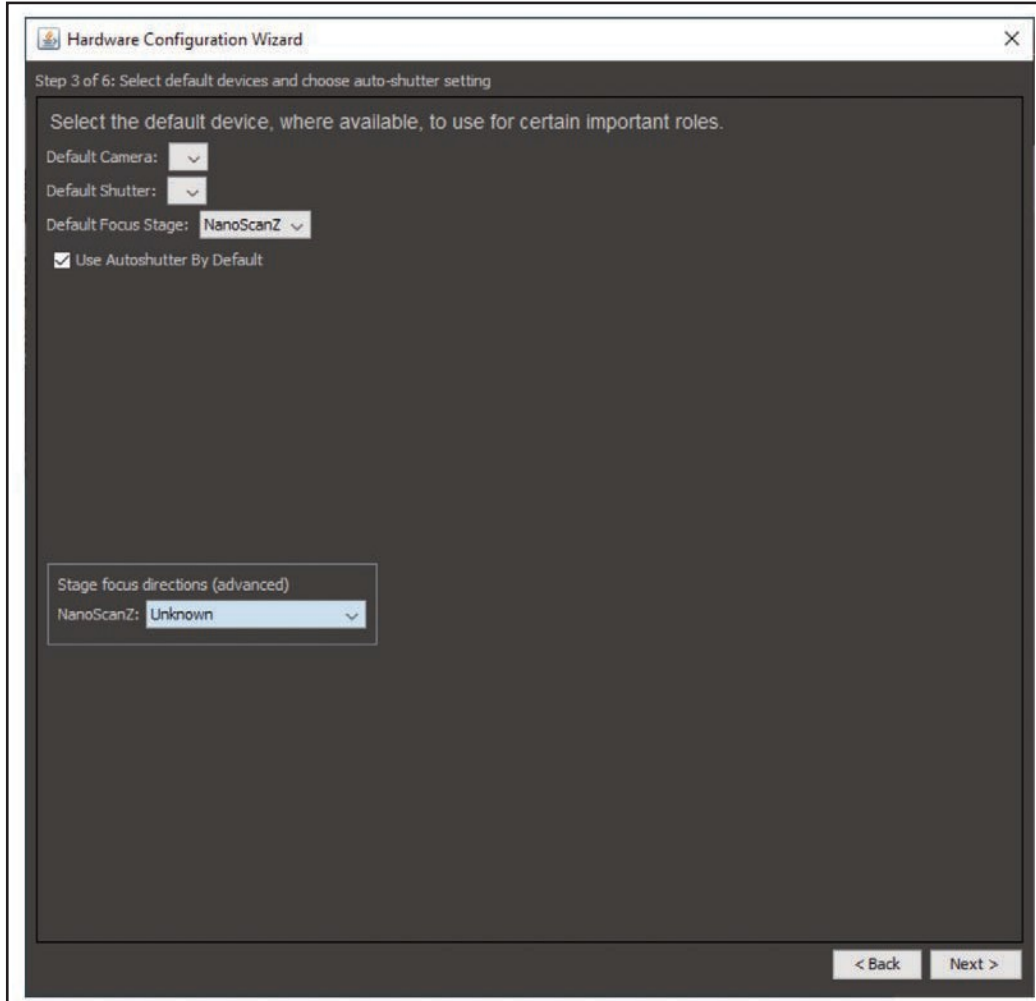 Hardware Configuration Wizard
Step 3 of 6: Select default devices and choose auto-shutter setting
Select the default device, where available, to use for certain important roles.
Default Camera:
Default Shutter:
Default Focus Stage: NanoScanZ
Use Autoshutter By Default
Stage focus directions (advanced)
NanoScanZ: Unknown
< Back Next >